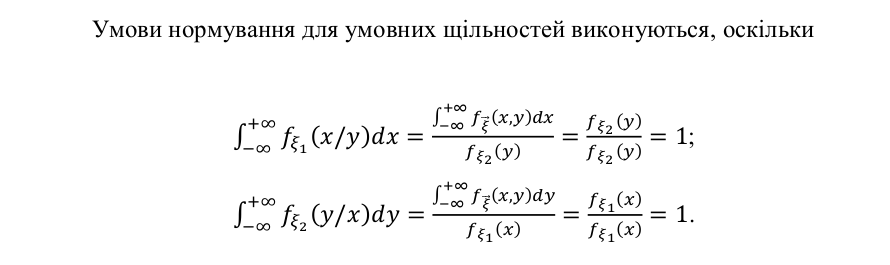 Умови нормування для умовних щільностей виконуються, оскільки
$\int_{-\infty}^{+\infty} f_{\xi_1}(x/y)dx = \frac{\int_{-\infty}^{+\infty} f_{\vec{\xi}}(x,y)dx}{f_{\xi_2}(y)} = \frac{f_{\xi_2}(y)}{f_{\xi_2}(y)} = 1;$
$\int_{-\infty}^{+\infty} f_{\xi_2}(y/x)dy = \frac{\int_{-\infty}^{+\infty} f_{\vec{\xi}}(x,y)dy}{f_{\xi_1}(x)} = \frac{f_{\xi_1}(x)}{f_{\xi_1}(x)} = 1.$